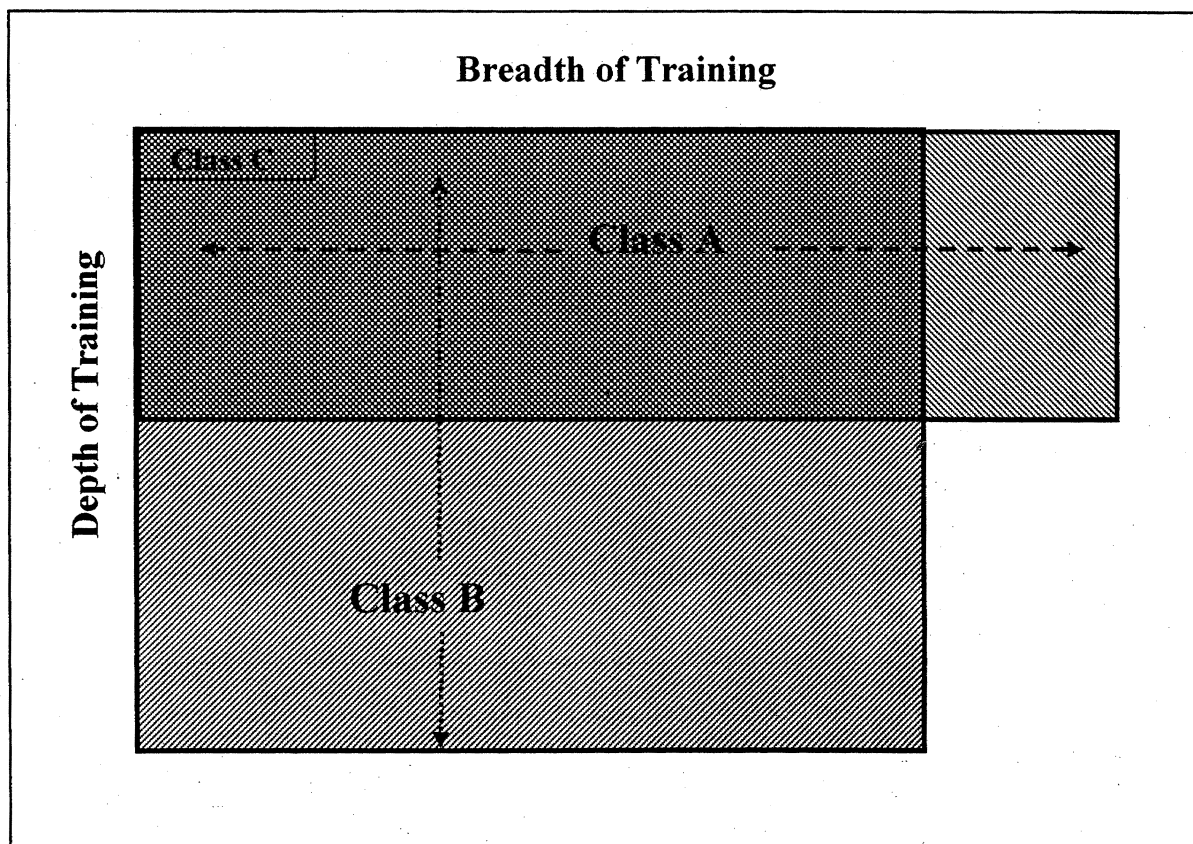 Breadth of Training
Class C
Class A
Depth of Training
Class B